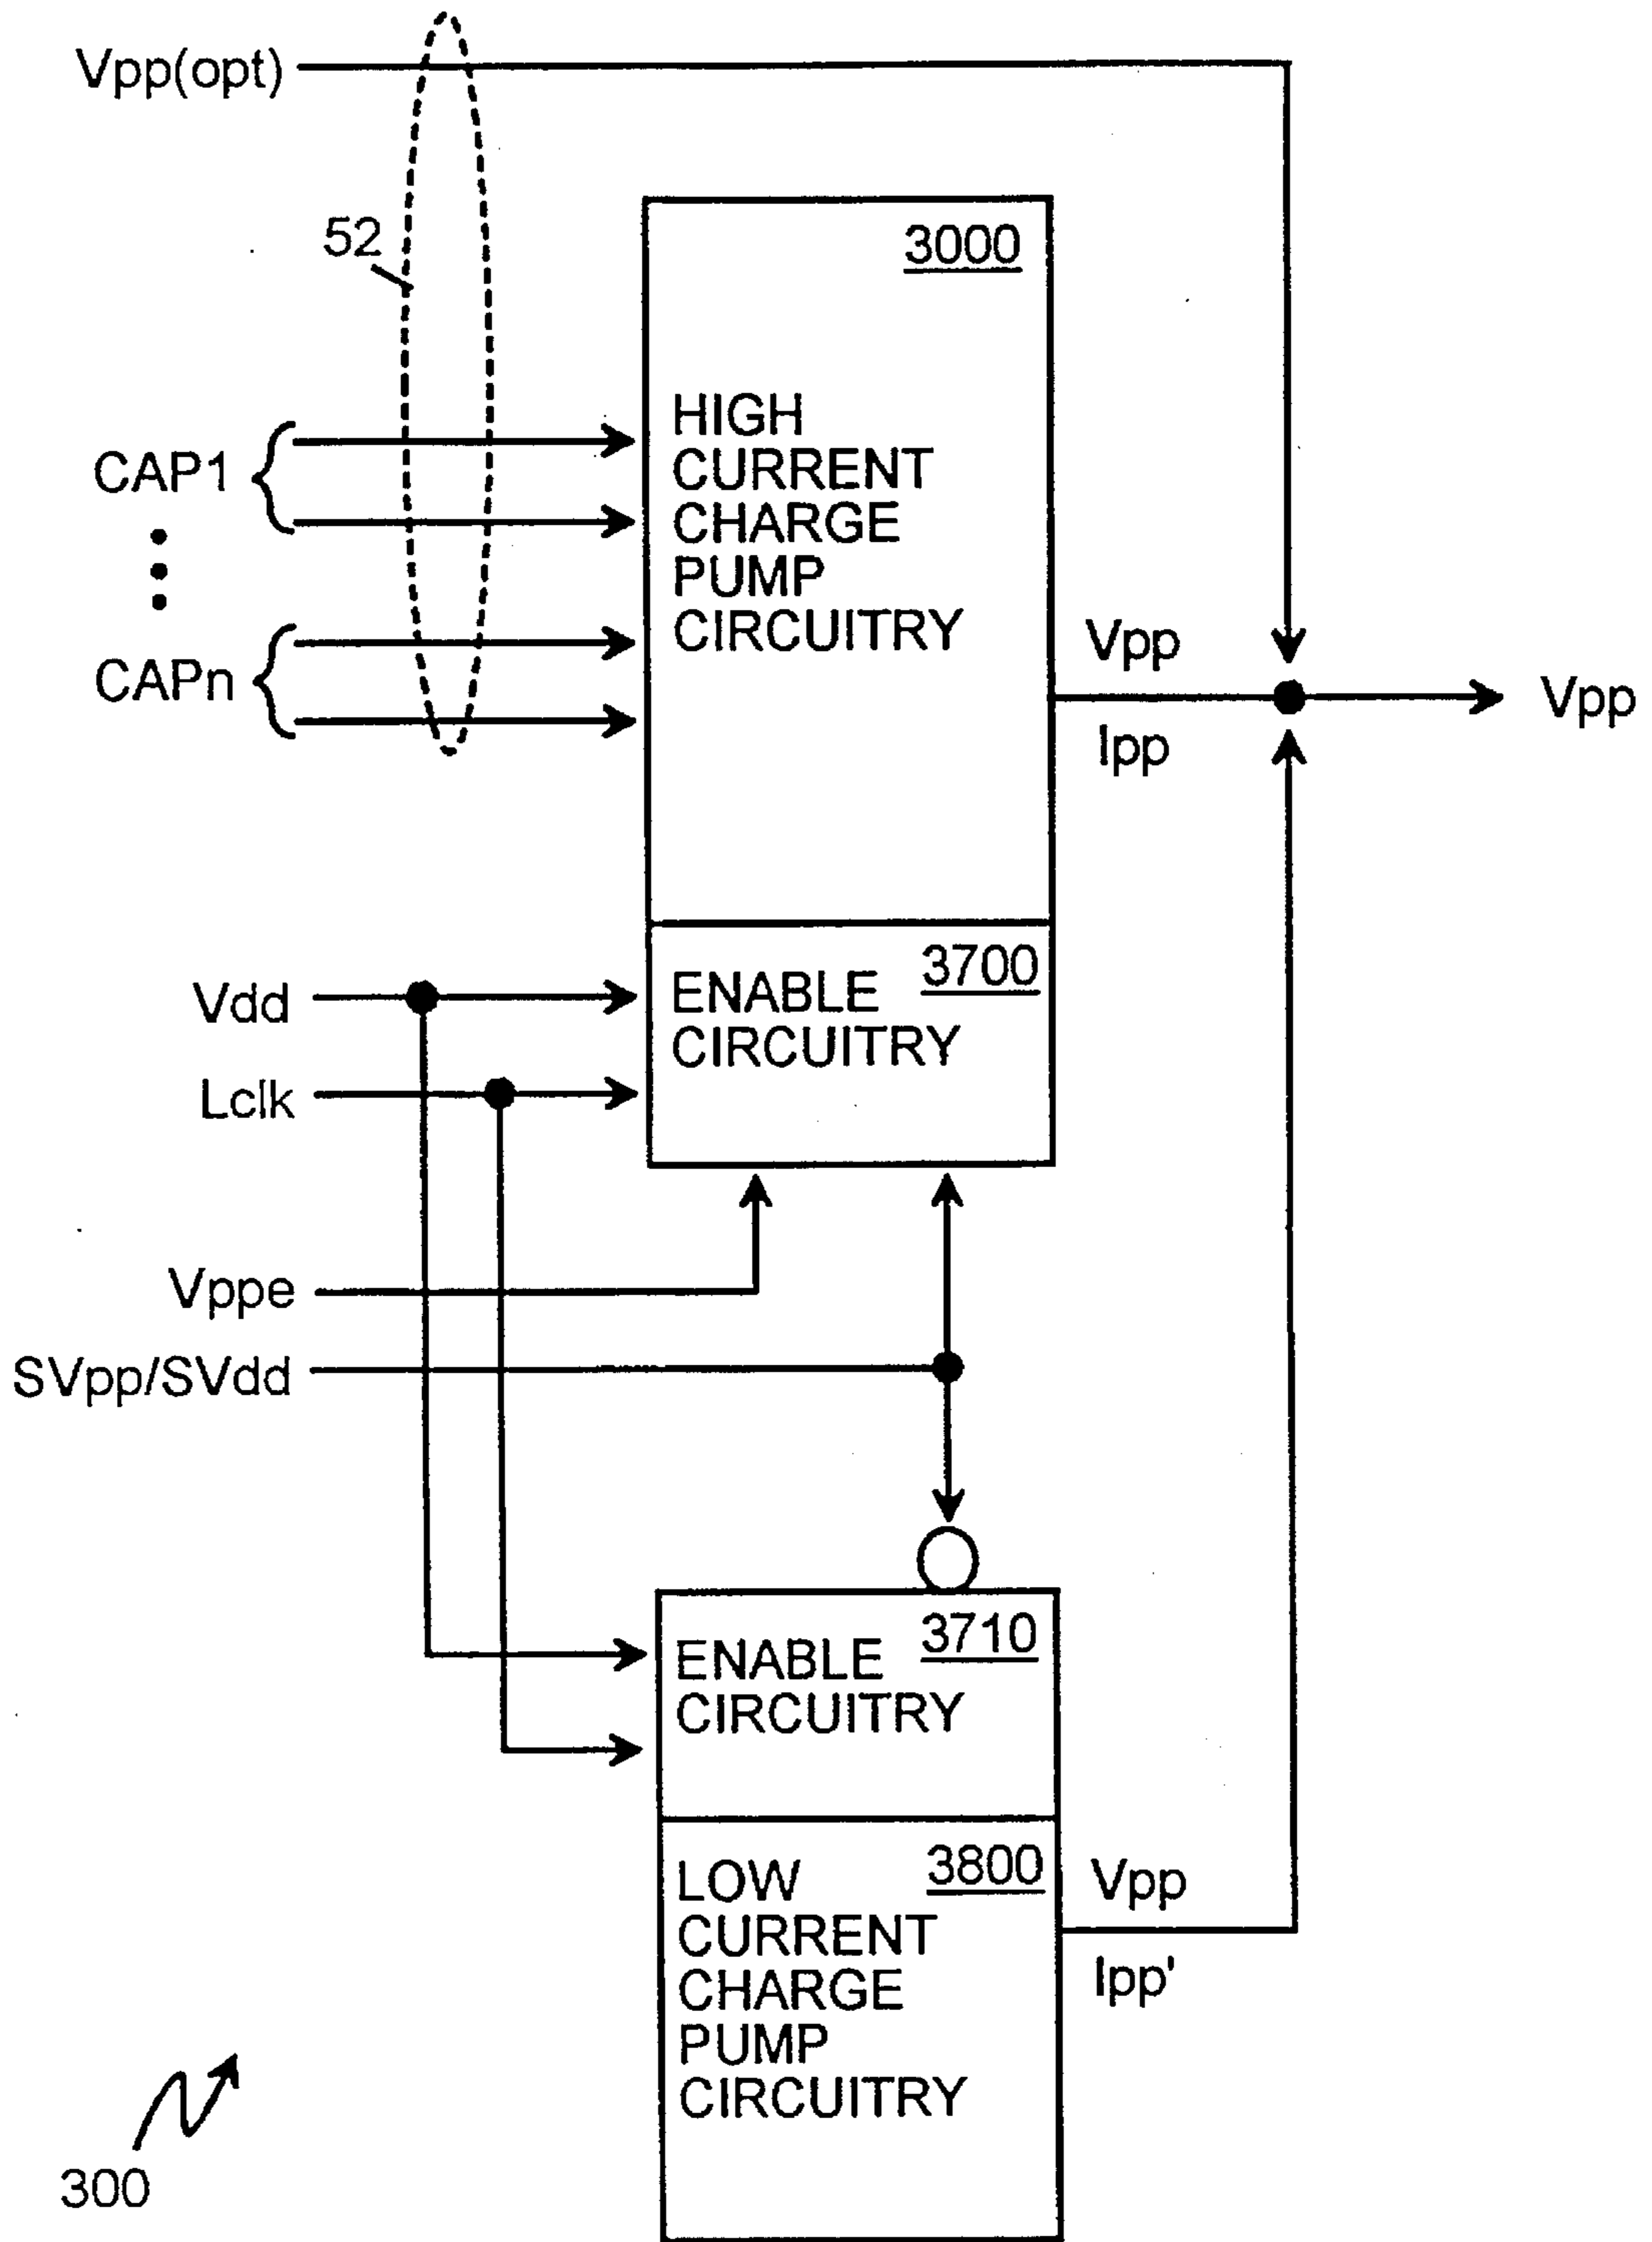 Vpp(opt)
52
3000
HIGH
CURRENT
CHARGE
PUMP
CIRCUITRY
CAP1
CAPn
Vpp
Ipp
Vpp
3700
ENABLE
CIRCUITRY
Vdd
Lclk
Vppe
SVpp/SVdd
3710
ENABLE
CIRCUITRY
3800
LOW
CURRENT
CHARGE
PUMP
CIRCUITRY
Vpp
Ipp'
300